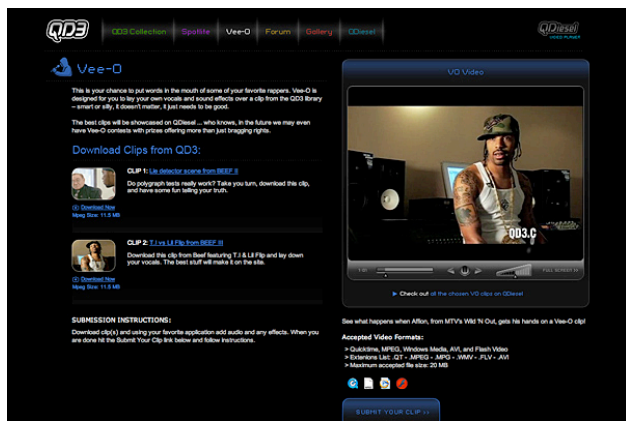 QD3
QD3 Collection
Spotlite
Vee-O
Forum
Gallery
QDiesel
QDiesel
VIDEO PLAYER
Vee-O
This is your chance to put words in the mouth of some of your favorite rappers. Vee-O is
designed for you to lay your own vocals and sound effects over a clip from the QD3 library
– smart or silly, it doesn't matter, it just needs to be good.
The best clips will be showcased on QDiesel ... who knows, in the future we may even
have Vee-O contests with prizes offering more than just bragging rights.
Download Clips from QD3:
CLIP 1: Lie detector scene from BEEF II
Do polygraph tests really work? Take you turn, download this clip,
and have some fun telling your truth.
Download Now
Mpeg Size: 11.5 MB
CLIP 2: T.I vs Lil Flip from BEEF III
Download this clip from Beef featuring T.I & Lil Flip and lay down
your vocals. The best stuff will make it on the site.
Download Now
Mpeg Size: 11.5 MB
SUBMISSION INSTRUCTIONS:
Download clip(s) and using your favorite application add audio and any effects. When you
are done hit the Submit Your Clip link below and follow instructions.
VO Video
QD3.C
FULL SCREEN
Check out all the chosen VO clips on QDiesel
See what happens when Affion, from MTV's Wild 'N Out, gets his hands on a Vee-O clip!
Accepted Video Formats:
> Quicktime, MPEG, Windows Media, AVI, and Flash Video
> Extenions List: .QT - .MPEG - .MPG - .WMV - .FLV - .AVI
> Maximum accepted file size: 20 MB
SUBMIT YOUR CLIP >>